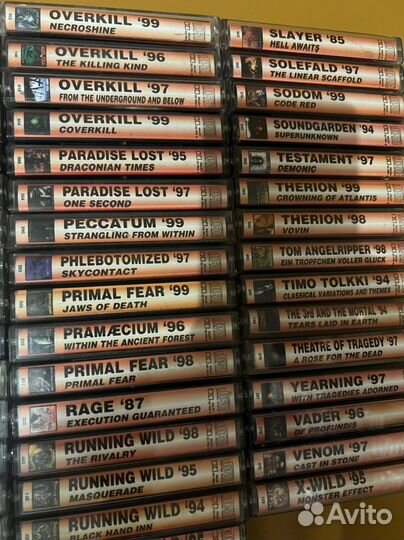 OVERKILL '99
NECROSHINE
OVERKILL '96
THE KILLING KIND
OVERKILL '97
FROM THE UNDERGROUND AND BELOW
OVERKILL '99
COVERKILL
PARADISE LOST '95
DRACONIAN TIMES
PARADISE LOST '97
ONE SECOND
PECCATUM '99
STRANGLING FROM WITHIN
PHLEBOTOMIZED '97
SKYCONTACT
PRIMAL FEAR '99
JAWS OF DEATH
PRAMÆCIUM '96
WITHIN THE ANCIENT FOREST
PRIMAL FEAR '98
PRIMAL FEAR
RAGE '87
EXECUTION GUARANTEED
RUNNING WILD '98
THE RIVALRY
RUNNING WILD '95
MASQUERADE
RUNNING WILD '94
BLACK HAND INN
SLAYER '85
HELL AWAITS
SOLEFALD '97
THE LINEAR SCAFFOLD
SODOM '99
CODE RED
SOUNDGARDEN '94
SUPERUNKNOWN
TESTAMENT '97
DEMONIC
THERION '99
CROWNING OF ATLANTIS
THERION '98
VOVIN
TOM ANGELRIPPER '98
EIN TROPFCHEN VOLLER GLUCK
TIMO TOLKKI '94
CLASSICAL VARIATIONS AND THEMES
THE 3rd AND THE MORTAL '94
TEARS LAID IN EARTH
THEATRE OF TRAGEDY '97
A ROSE FOR THE DEAD
YEARNING '97
WITH TRAGEDIES ADORNED
VADER '96
DE PROFUNDIS
VENOM '97
CAST IN STONE
X-WILD '95
MONSTER EFFECT
Avito